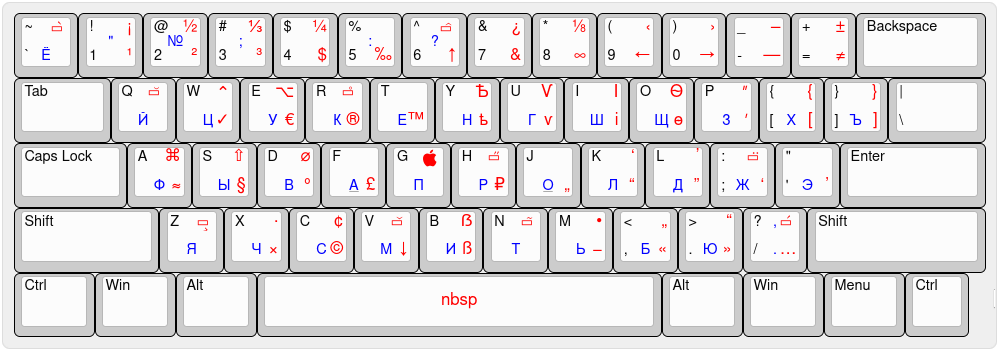 ~ ! ¡ @ ½ # ⅓ $ ¼ % ^ & ¿ * ⅛ ( ‹ ) › _ – + ± Backspace
" № ; : ?
` Ё 1 ¹ 2 ² 3 ³ 4 $ 5 ‰ 6 ↑ 7 & 8 ∞ 9 ← 0 → - — = ≠
Tab Q W ⌃ E ⌥ R T Y Ѣ U Ѵ I І O Ѳ P ″ { { } } |
Й Ц ✓ У € К ® Е ™ Н ѣ Г ѵ Ш і Щ ѳ З ′ [ Х [ ] Ъ ] \
Caps Lock A ⌘ S ⇧ D ⌀ F G  H J K ‘ L ’ : " Enter
Ф ≈ Ы § В ° А £ П Р ₽ О „ Л “ Д ” ; Ж ‘ ' Э ’
Shift Z X · C ¢ V B ẞ N M • < „ > “ ? , Shift
Я Ч × С © М ↓ И ß Т Ь – , Б « . Ю » / . …
Ctrl Win Alt nbsp Alt Win Menu Ctrl